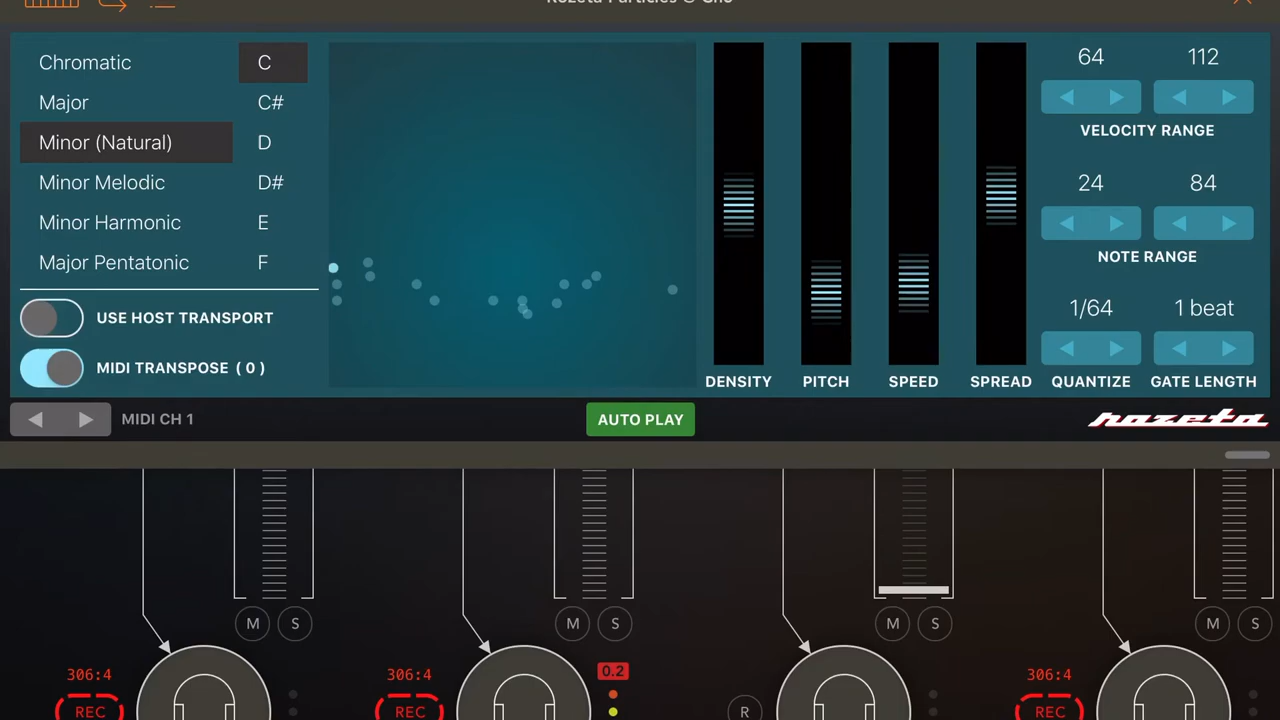 Chromatic
Major
Minor (Natural)
Minor Melodic
Minor Harmonic
Major Pentatonic
C
C#
D
D#
E
F
USE HOST TRANSPORT
MIDI TRANSPOSE ( 0 )
DENSITY
PITCH
SPEED
SPREAD
64 112
VELOCITY RANGE
24 84
NOTE RANGE
1/64 1 beat
QUANTIZE GATE LENGTH
MIDI CH 1
AUTO PLAY
rozeta
M S
M S
M S
M S
306:4
REC
306:4
REC
0.2
R
306:4
REC